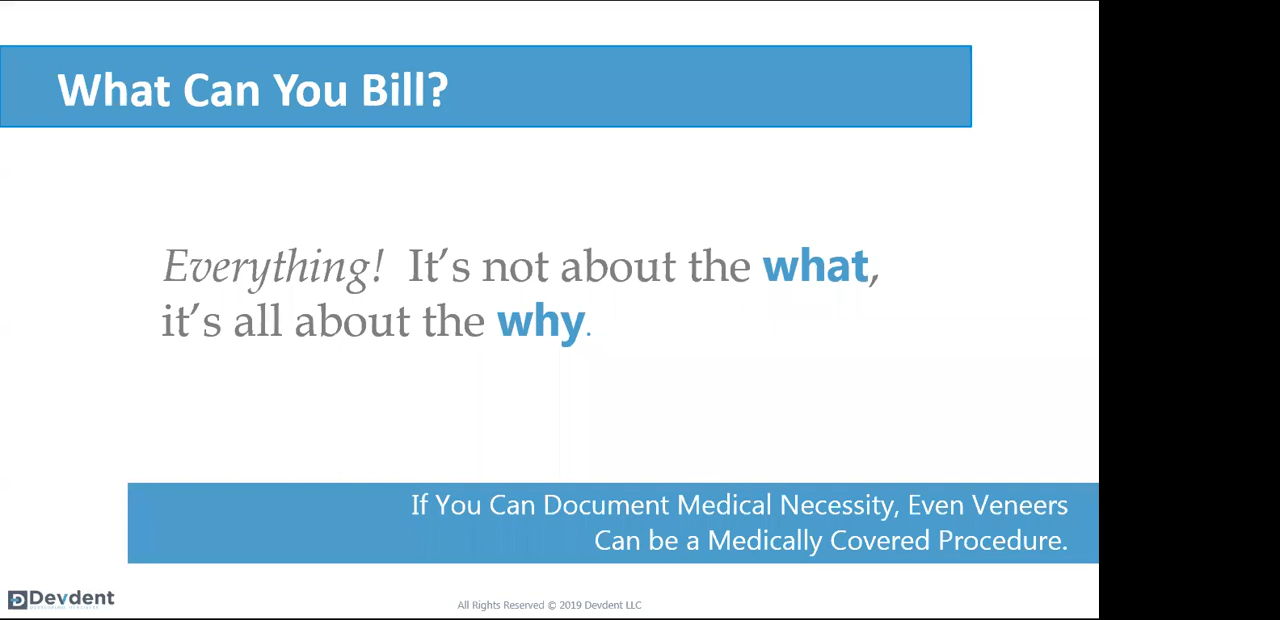 What Can You Bill?
Everything! It's not about the what,
it's all about the why.
If You Can Document Medical Necessity, Even Veneers
Can be a Medically Covered Procedure.
Devdent
All Rights Reserved © 2019 Devdent LLC